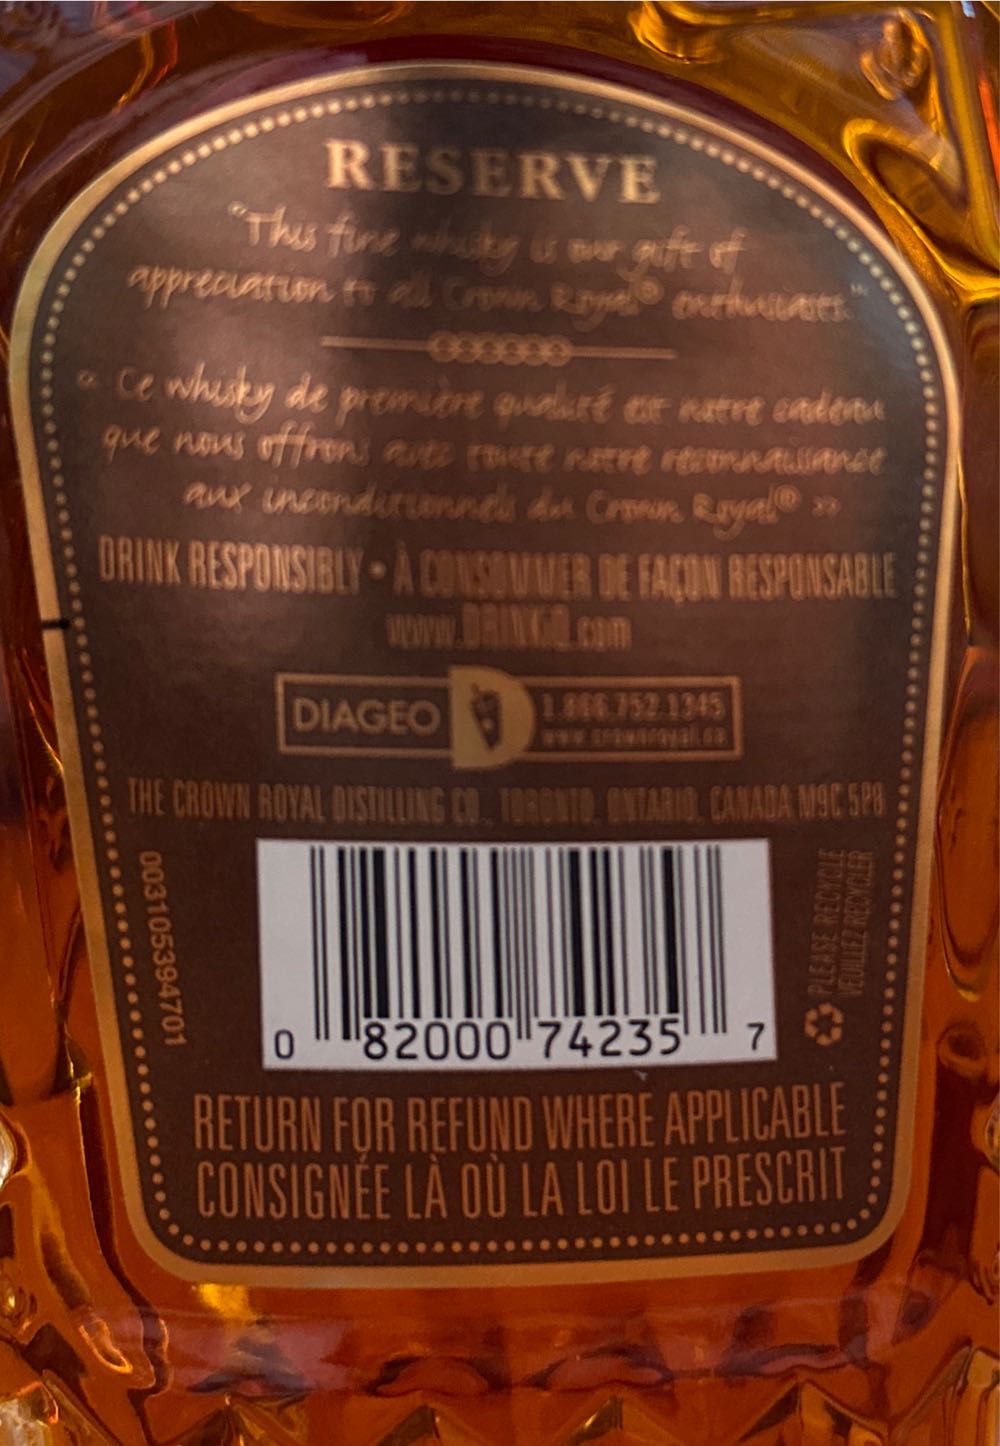 RESERVE
"This fine whisky is our gift of
appreciation to all Crown Royal® enthusiasts."
« Ce whisky de première qualité est notre cadeau
que nous offrons avec toute notre reconnaissance
aux inconditionnels du Crown Royal® »
DRINK RESPONSIBLY • À CONSOMMER DE FAÇON RESPONSABLE
www.DRINKiQ.com
DIAGEO
1.866.752.1345
www.crownroyal.ca
THE CROWN ROYAL DISTILLING CO., TORONTO, ONTARIO, CANADA M9C 5P8
0031105394701
PLEASE RECYCLE
VEUILLEZ RECYCLER
0 82000 74235 7
RETURN FOR REFUND WHERE APPLICABLE
CONSIGNÉE LÀ OÙ LA LOI LE PRESCRIT